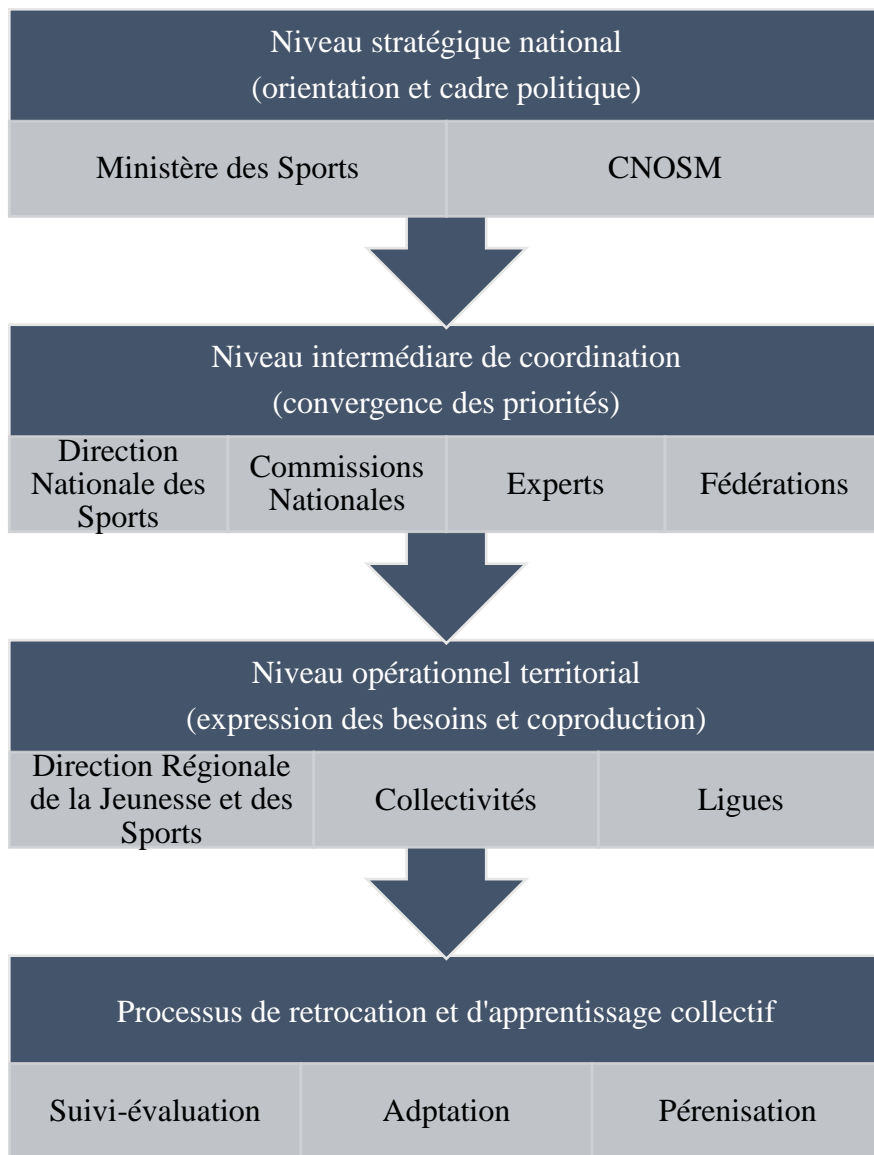 Niveau stratégique national
(orientation et cadre politique)
Ministère des Sports
CNOSM
Niveau intermédiare de coordination
(convergence des priorités)
Direction
Nationale des
Sports
Commissions
Nationales
Experts
Fédérations
Niveau opérationnel territorial
(expression des besoins et coproduction)
Direction Régionale
de la Jeunesse et des
Sports
Collectivités
Ligues
Processus de retrocation et d'apprentissage collectif
Suivi-évaluation
Adptation
Pérenisation